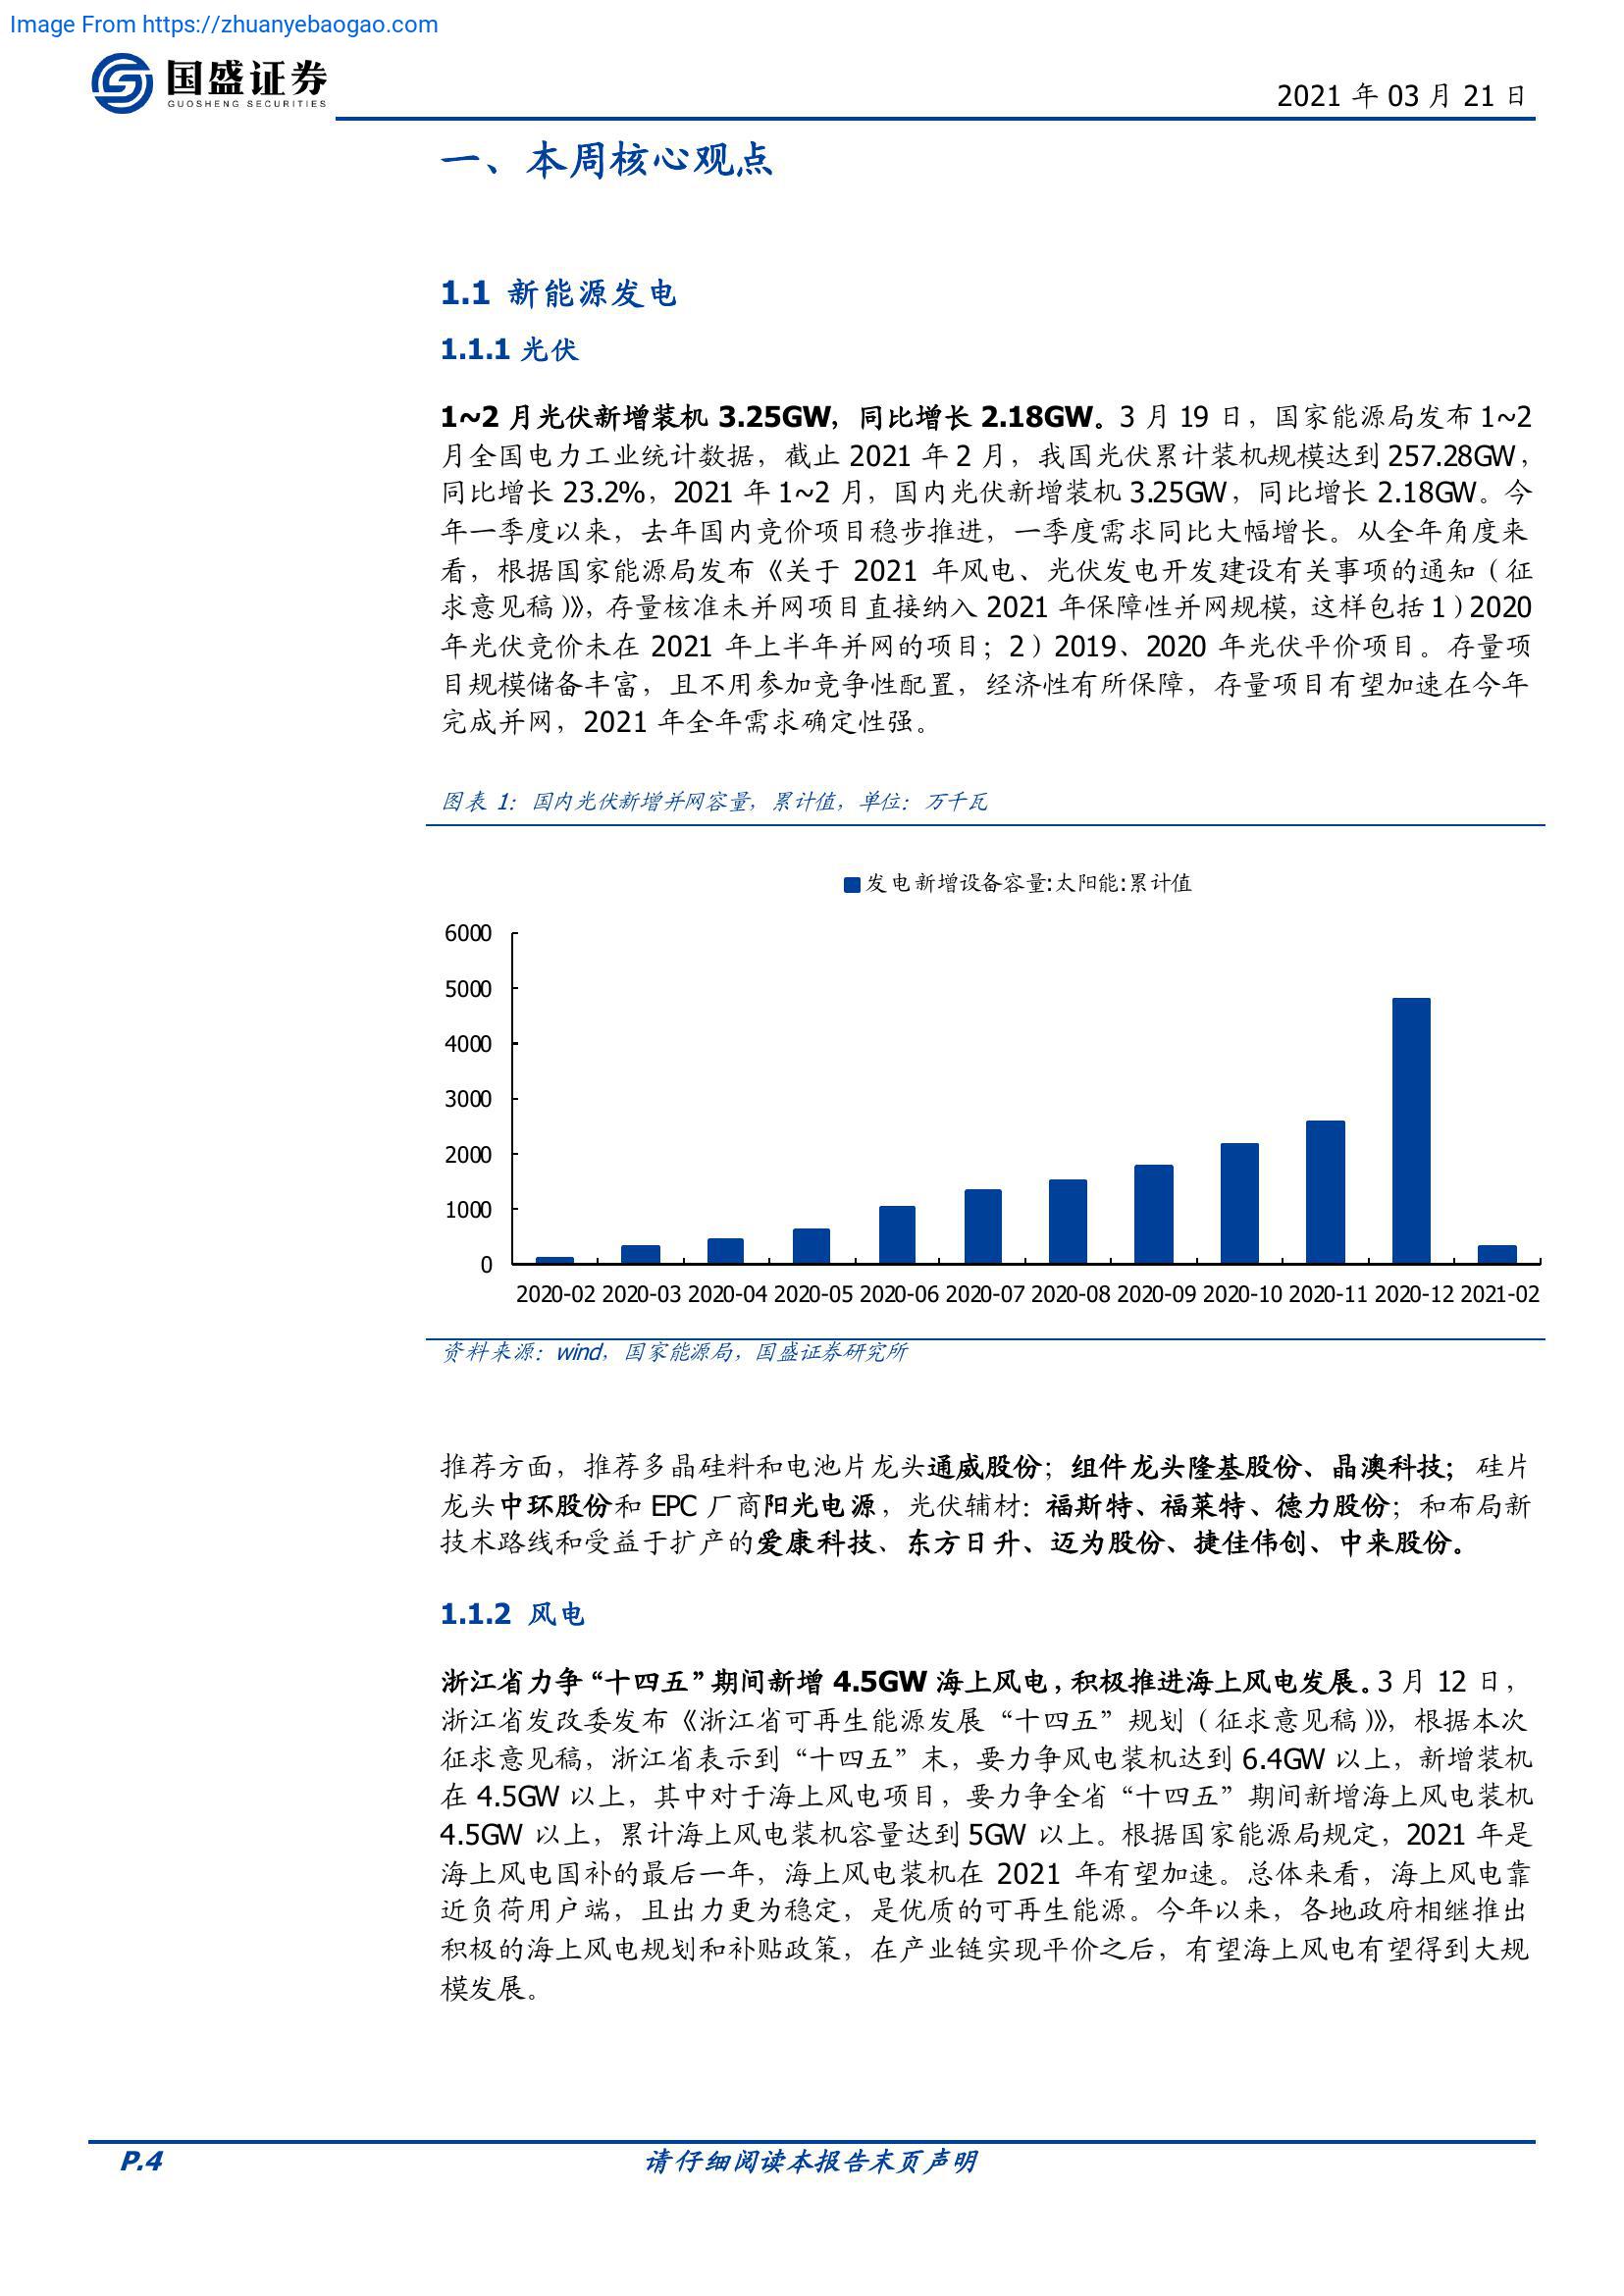 Image From https://zhuanyebaogao.com
国盛证券
GUOSHENG SECURITIES
2021 年 03 月 21 日
一、本周核心观点
1.1 新能源发电
1.1.1 光伏
1~2 月光伏新增装机 3.25GW，同比增长 2.18GW。3 月 19 日，国家能源局发布 1~2
月全国电力工业统计数据，截止 2021 年 2 月，我国光伏累计装机规模达到 257.28GW，
同比增长 23.2%，2021 年 1~2 月，国内光伏新增装机 3.25GW，同比增长 2.18GW。今
年一季度以来，去年国内竞价项目稳步推进，一季度需求同比大幅增长。从全年角度来
看，根据国家能源局发布《关于 2021 年风电、光伏发电开发建设有关事项的通知（征
求意见稿）》，存量核准未并网项目直接纳入 2021 年保障性并网规模，这样包括 1）2020
年光伏竞价未在 2021 年上半年并网的项目；2）2019、2020 年光伏平价项目。存量项
目规模储备丰富，且不用参加竞争性配置，经济性有所保障，存量项目有望加速在今年
完成并网，2021 年全年需求确定性强。
图表 1：国内光伏新增并网容量，累计值，单位：万千瓦
发电新增设备容量:太阳能:累计值
6000
5000
4000
3000
2000
1000
0
2020-02 2020-03 2020-04 2020-05 2020-06 2020-07 2020-08 2020-09 2020-10 2020-11 2020-12 2021-02
资料来源：wind，国家能源局，国盛证券研究所
推荐方面，推荐多晶硅料和电池片龙头通威股份；组件龙头隆基股份、晶澳科技；硅片
龙头中环股份和 EPC 厂商阳光电源，光伏辅材：福斯特、福莱特、德力股份；和布局新
技术路线和受益于扩产的爱康科技、东方日升、迈为股份、捷佳伟创、中来股份。
1.1.2 风电
浙江省力争“十四五”期间新增 4.5GW 海上风电，积极推进海上风电发展。3 月 12 日，
浙江省发改委发布《浙江省可再生能源发展“十四五”规划（征求意见稿）》，根据本次
征求意见稿，浙江省表示到“十四五”末，要力争风电装机达到 6.4GW 以上，新增装机
在 4.5GW 以上，其中对于海上风电项目，要力争全省“十四五”期间新增海上风电装机
4.5GW 以上，累计海上风电装机容量达到 5GW 以上。根据国家能源局规定，2021 年是
海上风电国补的最后一年，海上风电装机在 2021 年有望加速。总体来看，海上风电靠
近负荷用户端，且出力更为稳定，是优质的可再生能源。今年以来，各地政府相继推出
积极的海上风电规划和补贴政策，在产业链实现平价之后，有望海上风电有望得到大规
模发展。
P.4
请仔细阅读本报告末页声明